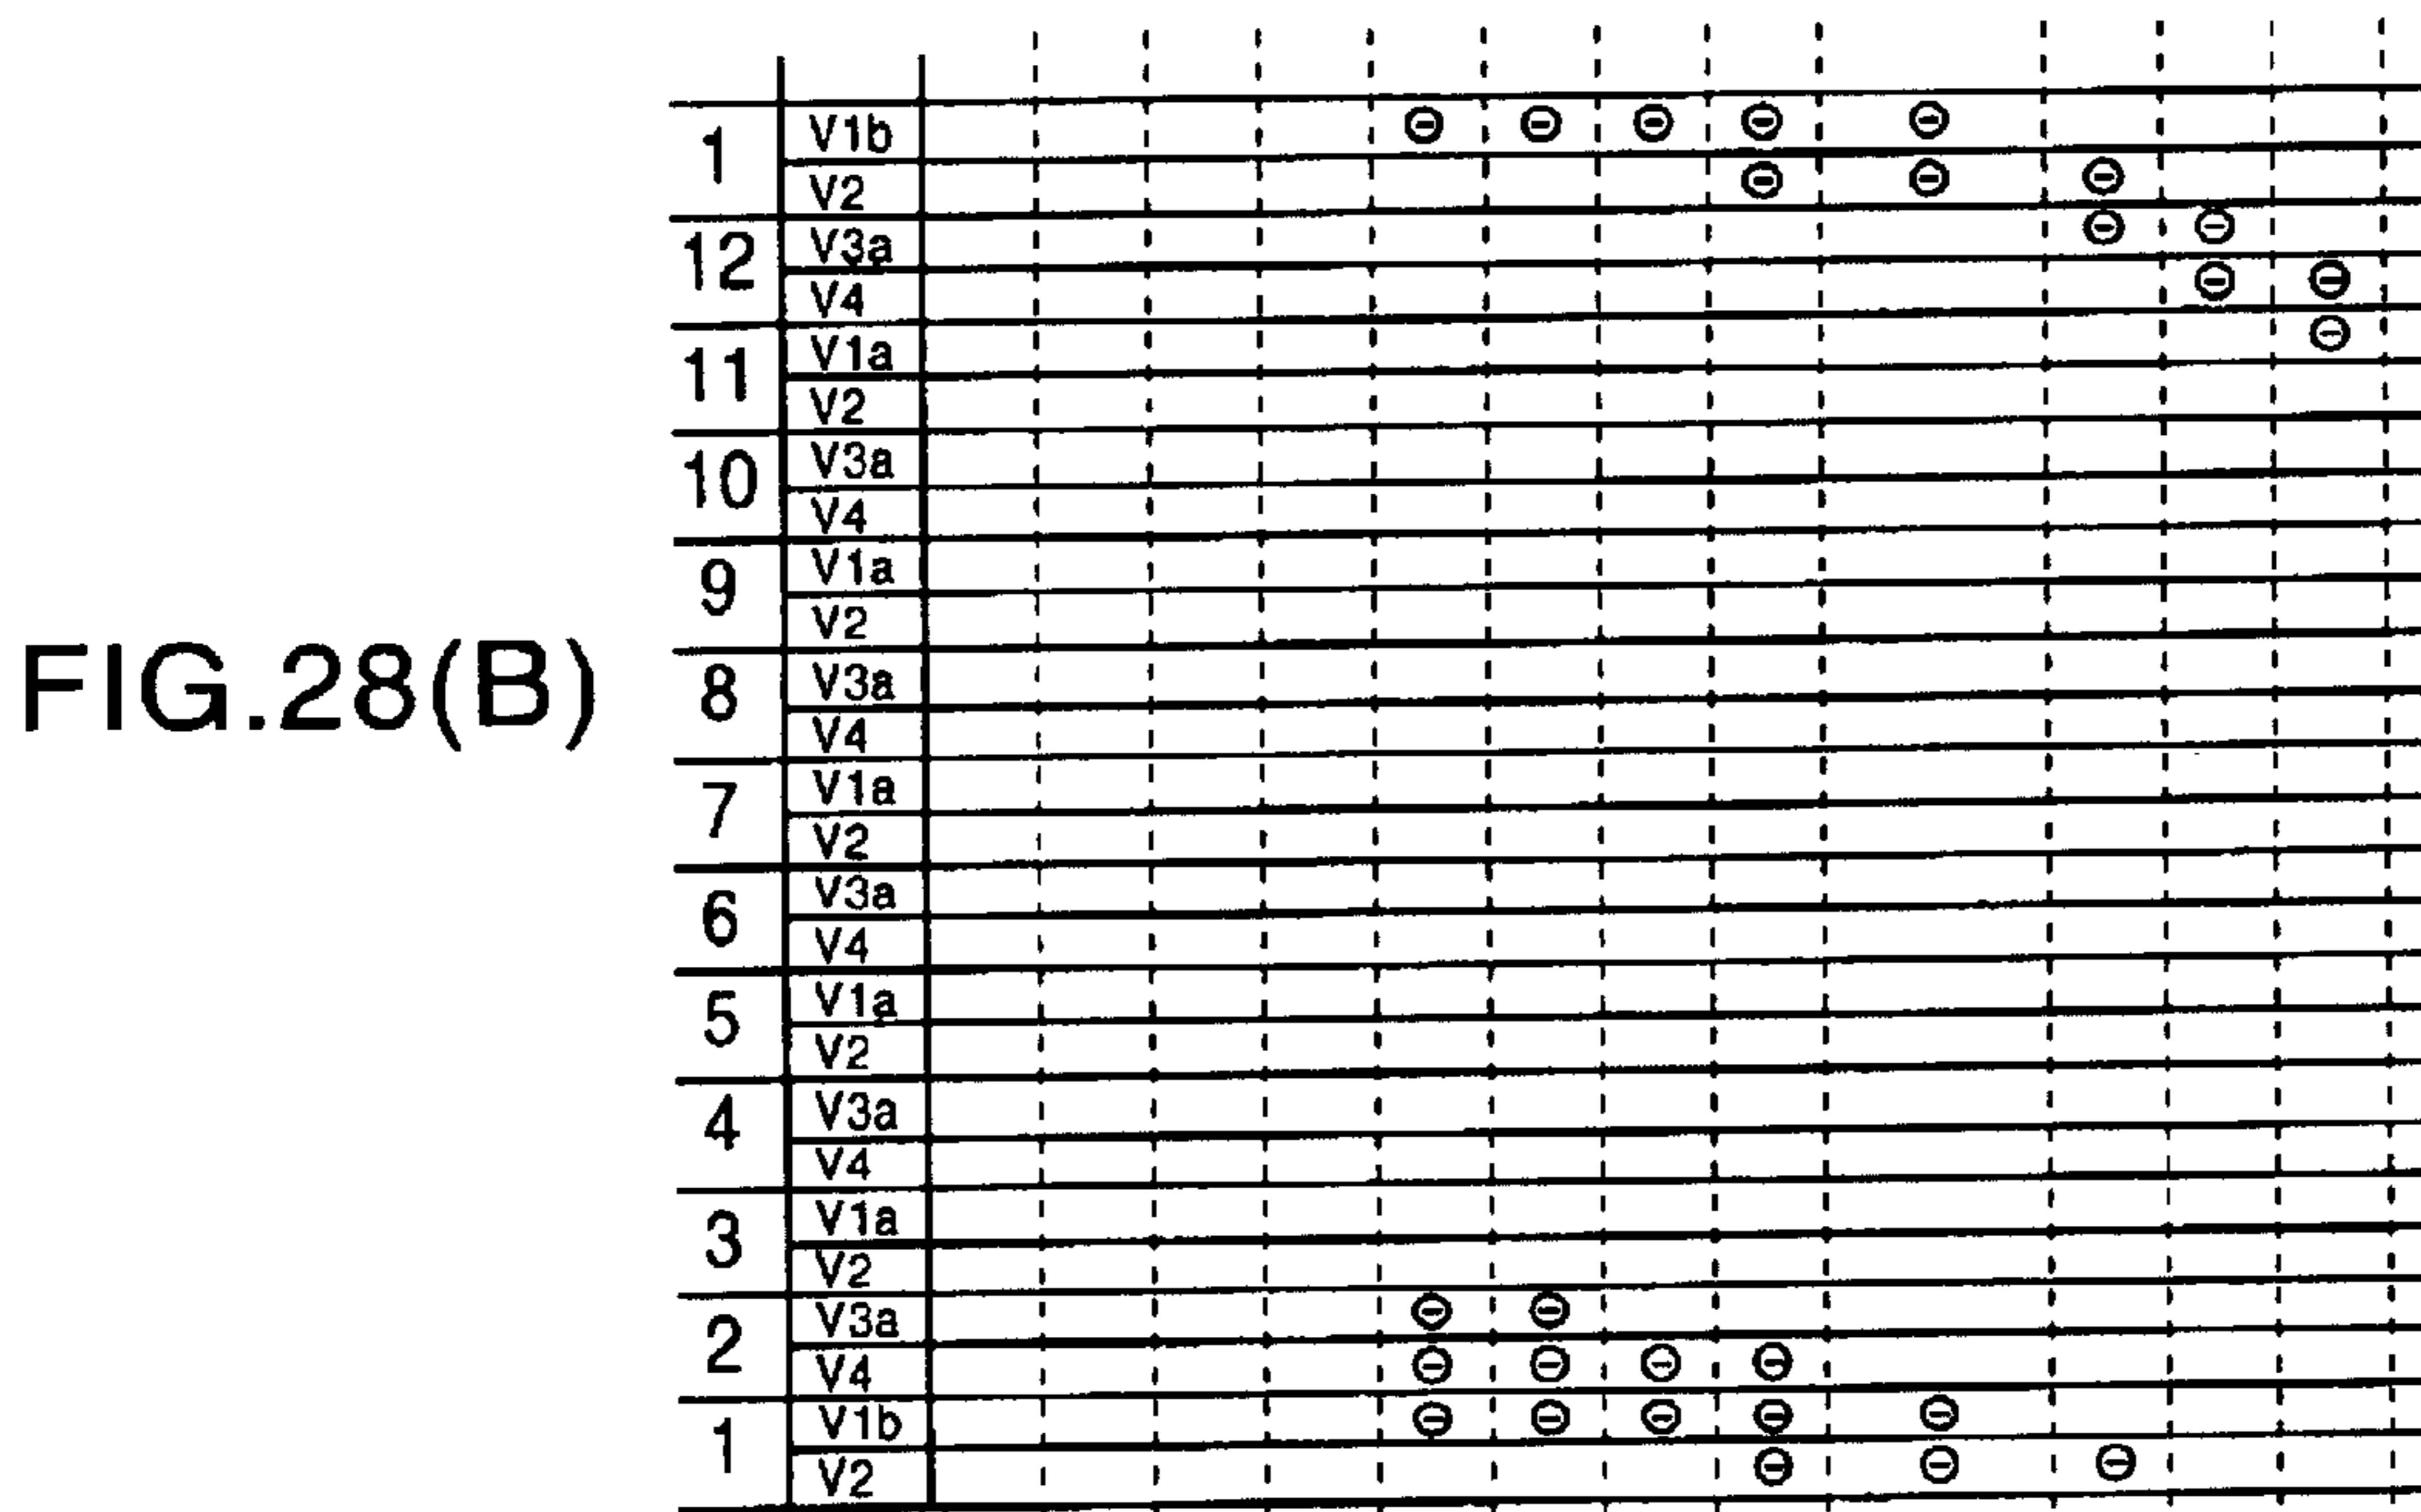 1 V1b ⊖ ⊖ ⊖ ⊖ ⊖
V2 ⊖ ⊖ ⊖
12 V3a ⊖ ⊖
V4 ⊖ ⊖
11 V1a ⊖
V2
10 V3a
V4
9 V1a
V2
8 V3a
V4
7 V1a
V2
6 V3a
V4
5 V1a
V2
4 V3a
V4
3 V1a
V2
2 V3a ⊖ ⊖
V4 ⊖ ⊖ ⊖ ⊖
1 V1b ⊖ ⊖ ⊖ ⊖ ⊖
V2 ⊖ ⊖ ⊖
FIG.28(B)